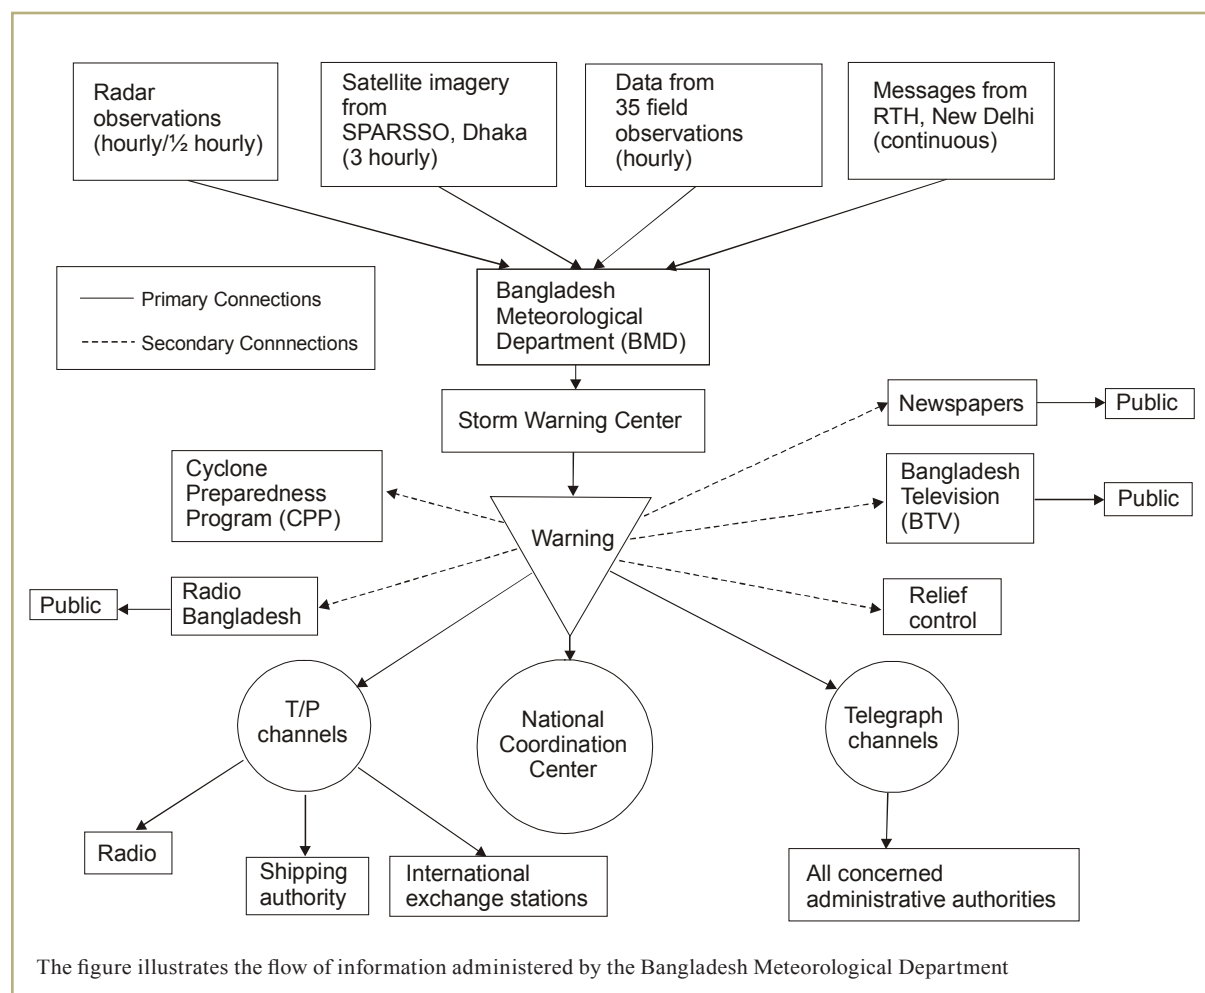 Radar
observations
(hourly/½ hourly)
Satellite imagery
from
SPARSSO, Dhaka
(3 hourly)
Data from
35 field
observations
(hourly)
Messages from
RTH, New Delhi
(continuous)
Primary Connections
Secondary Connnections
Bangladesh
Meteorological
Department (BMD)
Storm Warning Center
Newspapers
Public
Cyclone
Preparedness
Program (CPP)
Warning
Bangladesh
Television
(BTV)
Public
Public
Radio
Bangladesh
Relief
control
T/P
channels
National
Coordination
Center
Telegraph
channels
Radio
Shipping
authority
International
exchange stations
All concerned
administrative authorities
The figure illustrates the flow of information administered by the Bangladesh Meteorological Department